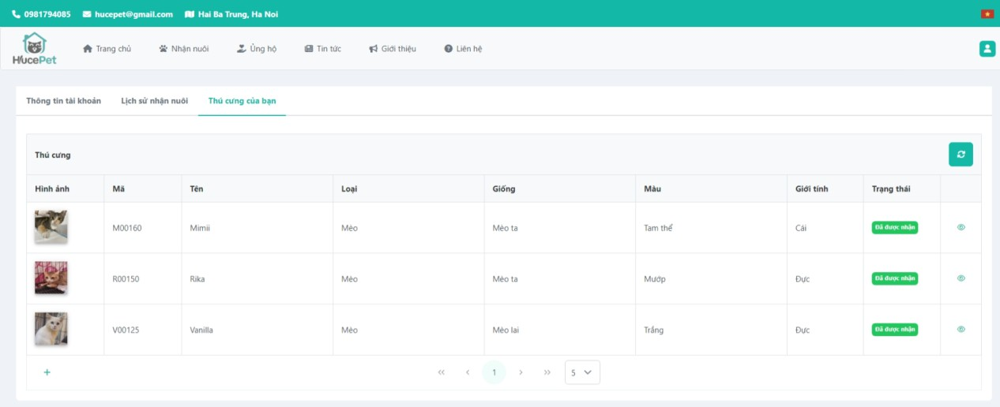 0981794085 hucepet@gmail.com Hai Ba Trung, Ha Noi
HucePet
Trang chủ Nhận nuôi Ủng hộ Tin tức Giới thiệu Liên hệ
Thông tin tài khoản Lịch sử nhận nuôi Thú cưng của bạn
Thú cưng
Hình ảnh Mã Tên Loại Giống Màu Giới tính Trạng thái
M00160 Mimii Mèo Mèo ta Tam thể Cái Đã được nhận
R00150 Rika Mèo Mèo ta Mướp Đực Đã được nhận
V00125 Vanilla Mèo Mèo lai Trắng Đực Đã được nhận
+ « ‹ 1 › » 5